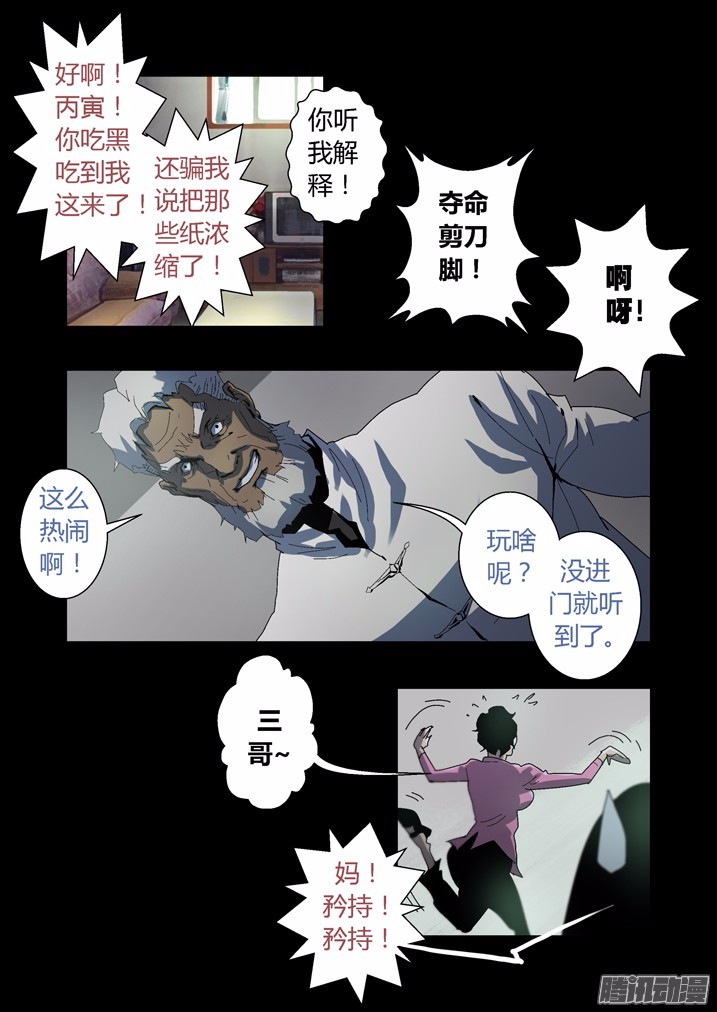 好啊！
丙寅！
你吃黑
吃到我
这来了！
还骗我
说把那
些纸浓
缩了！
你听
我解
释！
夺命
剪刀
脚！
啊
呀！
这么
热闹
啊！
玩啥
呢？
没进
门就听
到了。
三
哥~
妈！
矜持！
矜持！
腾讯动漫